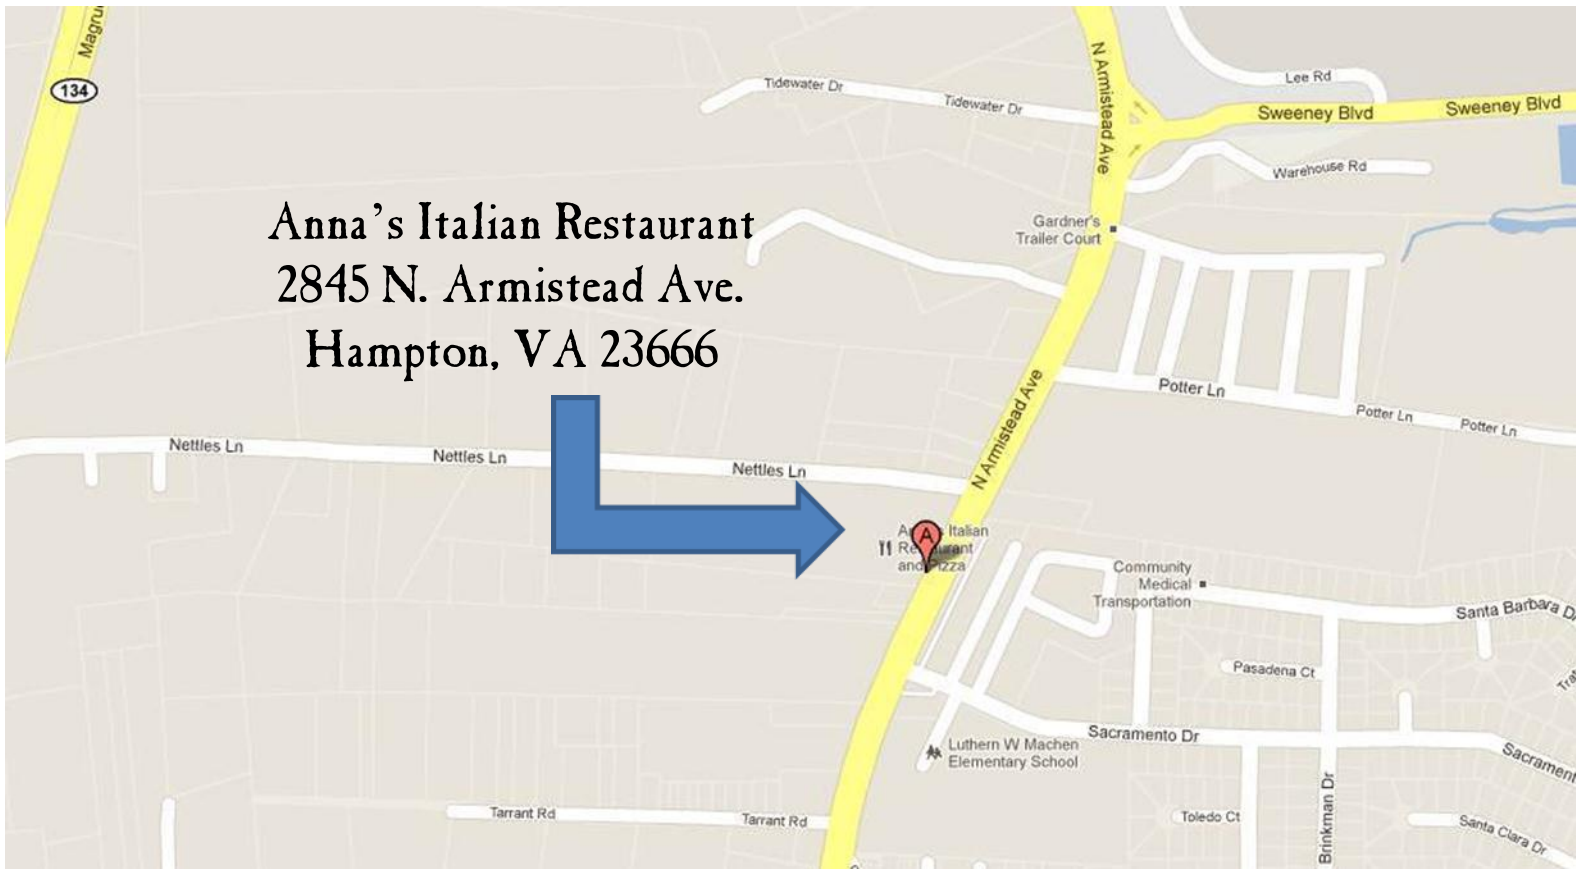 Magru
134
Tidewater Dr
Tidewater Dr
N Armistead Ave
Lee Rd
Sweeney Blvd
Sweeney Blvd
Warehouse Rd
Gardner's
Trailer Court
Anna's Italian Restaurant
2845 N. Armistead Ave.
Hampton, VA 23666
N Armistead Ave
Potter Ln
Potter Ln
Potter Ln
Nettles Ln
Nettles Ln
Nettles Ln
A
Italian
and Pizza
Community
Medical
Transportation
Santa Barbara D
Pasadena Ct
Sacramento Dr
Sacrament
Luthern W Machen
Elementary School
Tarrant Rd
Tarrant Rd
Toledo Ct
Brinkman Dr
Santa Clara Dr